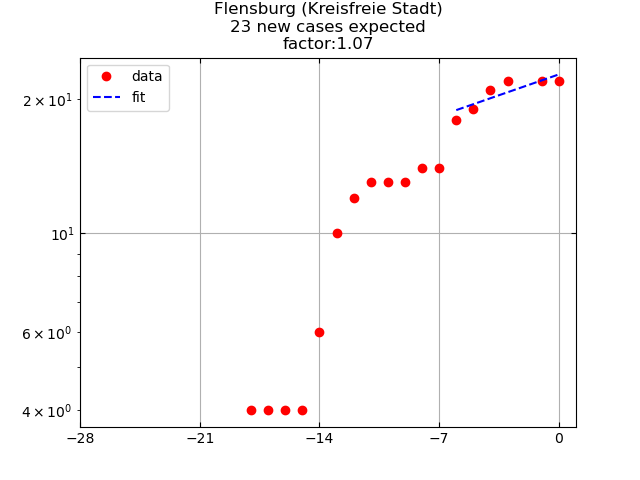 Flensburg (Kreisfreie Stadt)
23 new cases expected
factor:1.07
data
fit
2 × 10¹
10¹
6 × 10⁰
4 × 10⁰
−28 −21 −14 −7 0